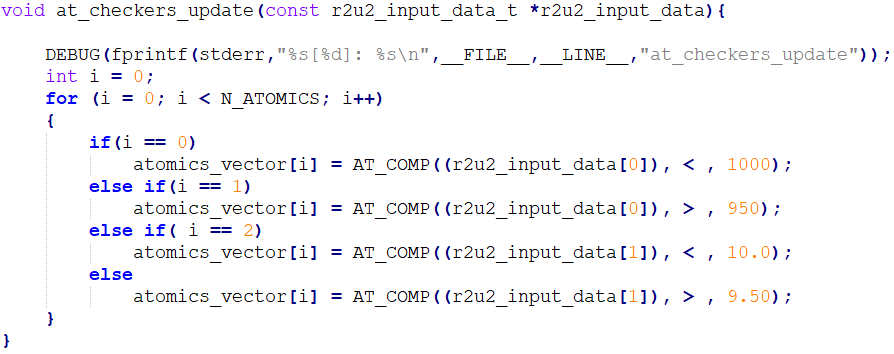 void at_checkers_update(const r2u2_input_data_t *r2u2_input_data){
DEBUG(fprintf(stderr,"%s[%d]: %s\n",__FILE__,__LINE__,"at_checkers_update"));
int i = 0;
for (i = 0; i < N_ATOMICS; i++)
{
if(i == 0)
atomics_vector[i] = AT_COMP((r2u2_input_data[0]), < , 1000);
else if(i == 1)
atomics_vector[i] = AT_COMP((r2u2_input_data[0]), > , 950);
else if( i == 2)
atomics_vector[i] = AT_COMP((r2u2_input_data[1]), < , 10.0);
else
atomics_vector[i] = AT_COMP((r2u2_input_data[1]), > , 9.50);
}
}